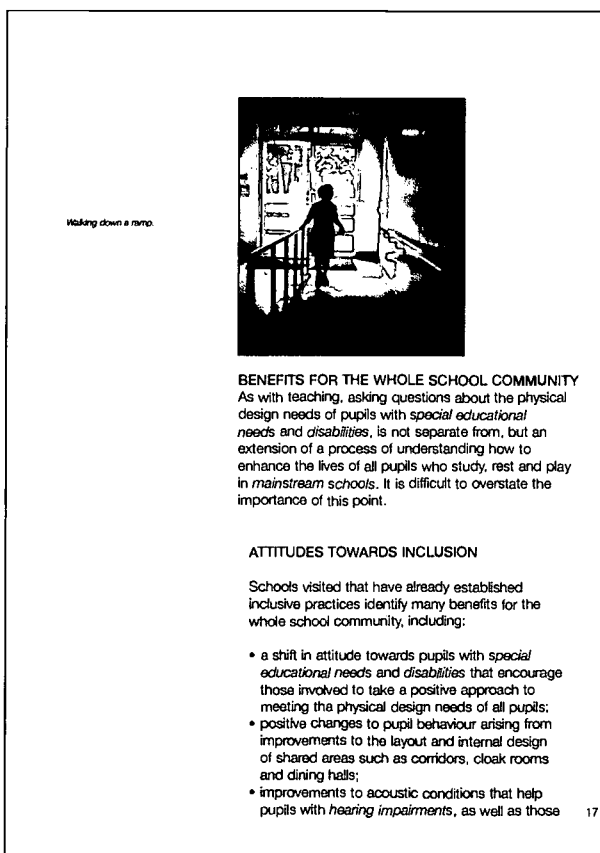 Walking down a ramp.
BENEFITS FOR THE WHOLE SCHOOL COMMUNITY
As with teaching, asking questions about the physical
design needs of pupils with special educational
needs and disabilities, is not separate from, but an
extension of a process of understanding how to
enhance the lives of all pupils who study, rest and play
in mainstream schools. It is difficult to overstate the
importance of this point.
ATTITUDES TOWARDS INCLUSION
Schools visited that have already established
inclusive practices identify many benefits for the
whole school community, including:
• a shift in attitude towards pupils with special
educational needs and disabilities that encourage
those involved to take a positive approach to
meeting tha physical design needs of all pupils;
• positive changes to pupil behaviour arising from
improvements to the layout and internal design
of shared areas such as corridors, cloak rooms
and dining halls;
• improvements to acoustic conditions that help
pupils with hearing impairments, as well as those
17